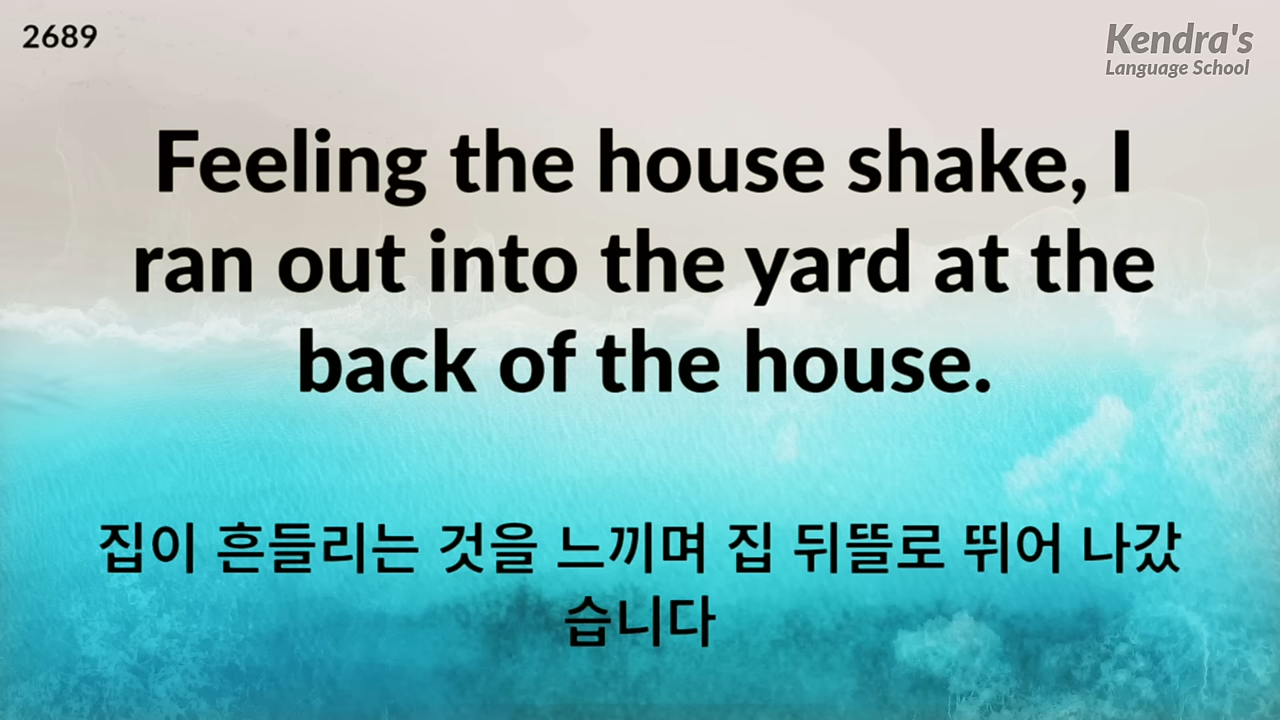 2689
Kendra's
Language School
Feeling the house shake, I
ran out into the yard at the
back of the house.
집이 흔들리는 것을 느끼며 집 뒤뜰로 뛰어 나갔
습니다